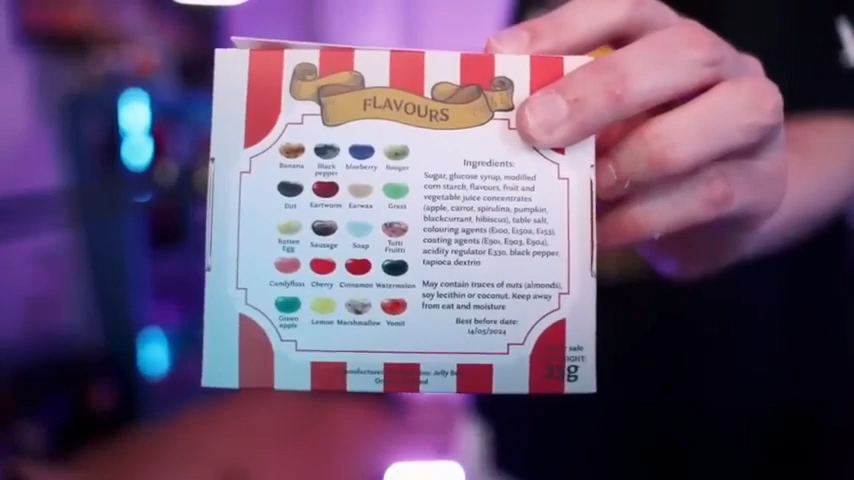 FLAVOURS
Banana Black blueberry Booger
pepper
Dirt Eartworm Earwax Grass
Rotten Sausage Soap Tutti
Egg Fruitti
Candyfloss Cherry Cinnamon Watermelon
Green Lemon Marshmallow Vomit
apple
Ingredients:
Sugar, glucose syrup, modified
corn starch, flavours, fruit and
vegetable juice concentrates
(apple, carrot, spirulina, pumpkin,
blackcurrant, hibiscus), table salt,
colouring agents (E100, E150a, E153),
coating agents (E901, E903, E904),
acidity regulator E330, black pepper,
tapioca dextrin
May contain traces of nuts (almonds),
soy lecithin or coconut. Keep away
from eat and moisture
Best before date:
14/05/2024
sale
Jelly